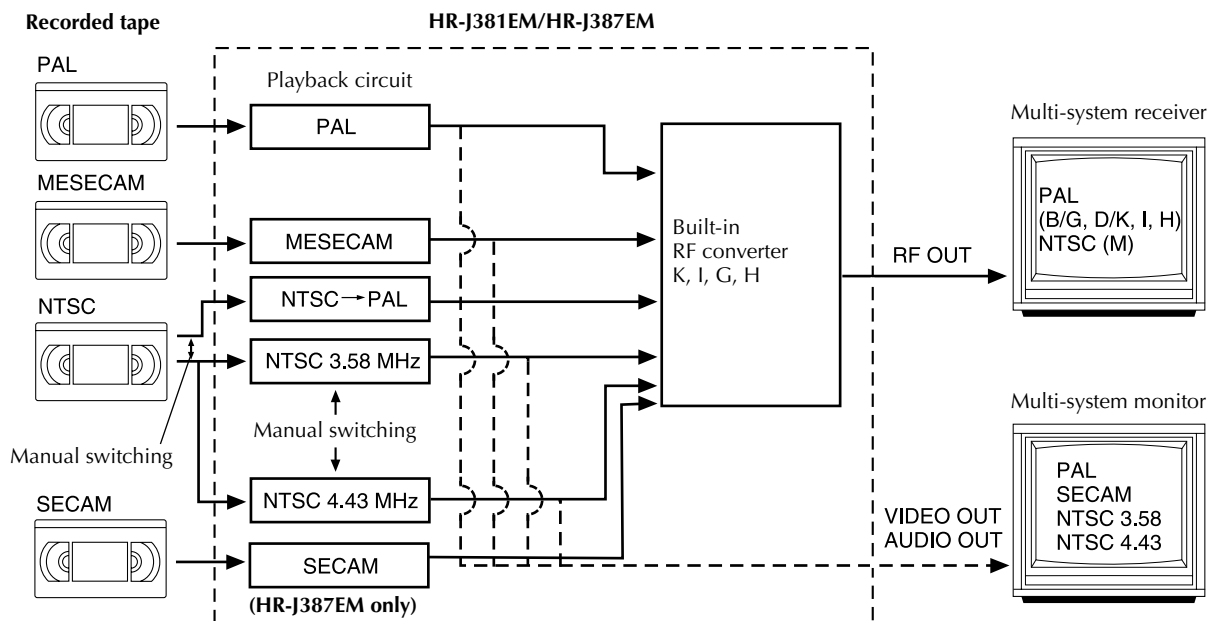 Recorded tape
HR-J381EM/HR-J387EM
PAL
Playback circuit
PAL
Multi-system receiver
MESECAM
PAL
(B/G, D/K, I, H)
NTSC (M)
MESECAM
Built-in
RF converter
K, I, G, H
RF OUT
NTSC→PAL
NTSC
NTSC 3.58 MHz
Multi-system monitor
Manual switching
Manual switching
PAL
SECAM
NTSC 3.58
NTSC 4.43
NTSC 4.43 MHz
SECAM
VIDEO OUT
AUDIO OUT
SECAM
(HR-J387EM only)